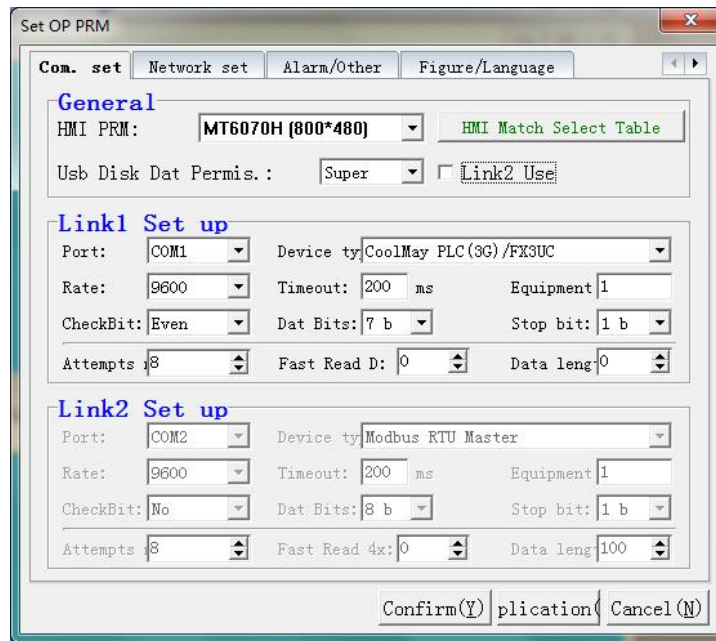 Set OP PRM
Com. set Network set Alarm/Other Figure/Language
General
HMI PRM: MT6070H (800*480) HMI Match Select Table
Usb Disk Dat Permis.: Super Link2 Use
Link1 Set up
Port: COM1 Device ty CoolMay PLC(3G)/FX3UC
Rate: 9600 Timeout: 200 ms Equipment 1
CheckBit: Even Dat Bits: 7 b Stop bit: 1 b
Attempts 8 Fast Read D: 0 Data leng 0
Link2 Set up
Port: COM2 Device ty Modbus RTU Master
Rate: 9600 Timeout: 200 ms Equipment 1
CheckBit: No Dat Bits: 8 b Stop bit: 1 b
Attempts 8 Fast Read 4x: 0 Data leng 100
Confirm(Y) plication( Cancel(N)